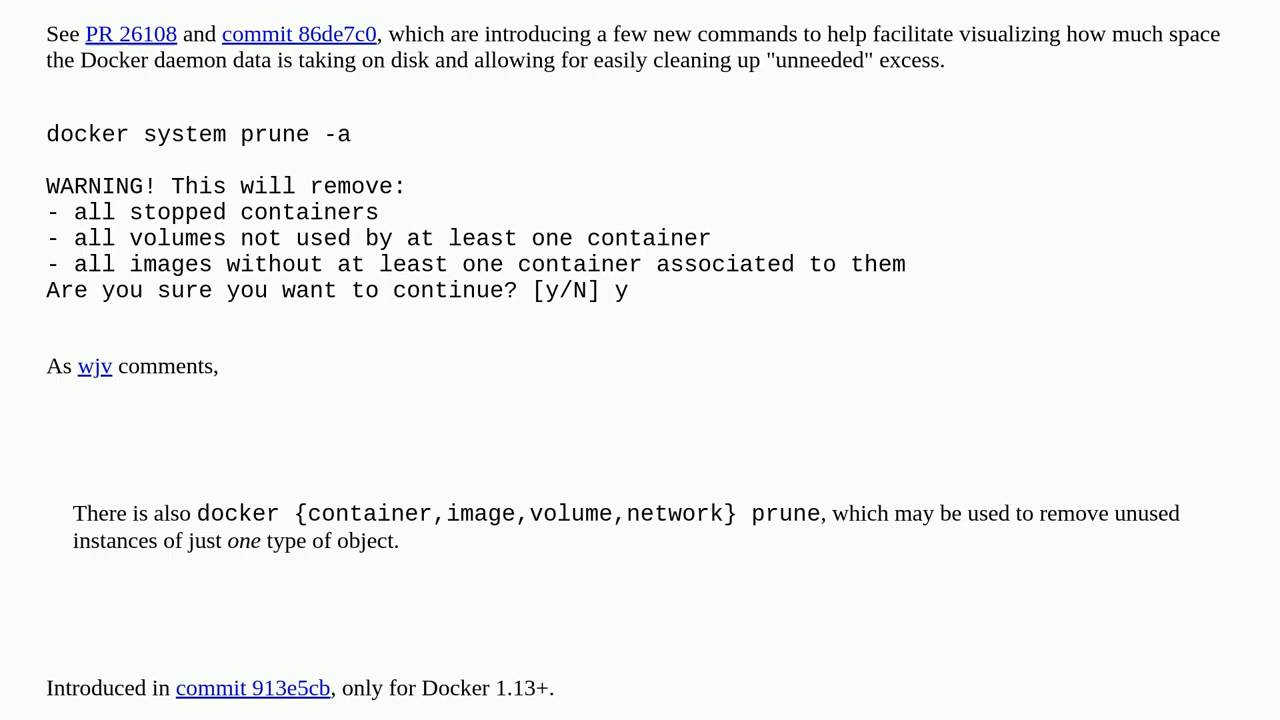 See PR 26108 and commit 86de7c0, which are introducing a few new commands to help facilitate visualizing how much space
the Docker daemon data is taking on disk and allowing for easily cleaning up "unneeded" excess.
docker system prune -a
WARNING! This will remove:
- all stopped containers
- all volumes not used by at least one container
- all images without at least one container associated to them
Are you sure you want to continue? [y/N] y
As wjv comments,
There is also docker {container,image,volume,network} prune, which may be used to remove unused
instances of just one type of object.
Introduced in commit 913e5cb, only for Docker 1.13+.